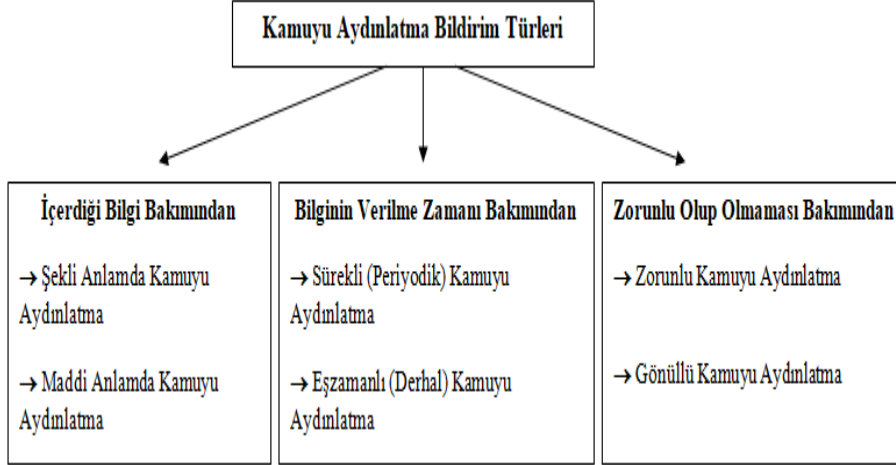 Kamuyu Aydınlatma Bildirim Türleri
İçerdiği Bilgi Bakımından
→ Şekli Anlamda Kamuyu
Aydınlatma
→ Maddi Anlamda Kamuyu
Aydınlatma
Bilginin Verilme Zamanı Bakımından
→ Sürekli (Periyodik) Kamuyu
Aydınlatma
→ Eşzamanlı (Derhal) Kamuyu
Aydınlatma
Zorunlu Olup Olmaması Bakımından
→ Zorunlu Kamuyu Aydınlatma
→ Gönüllü Kamuyu Aydınlatma